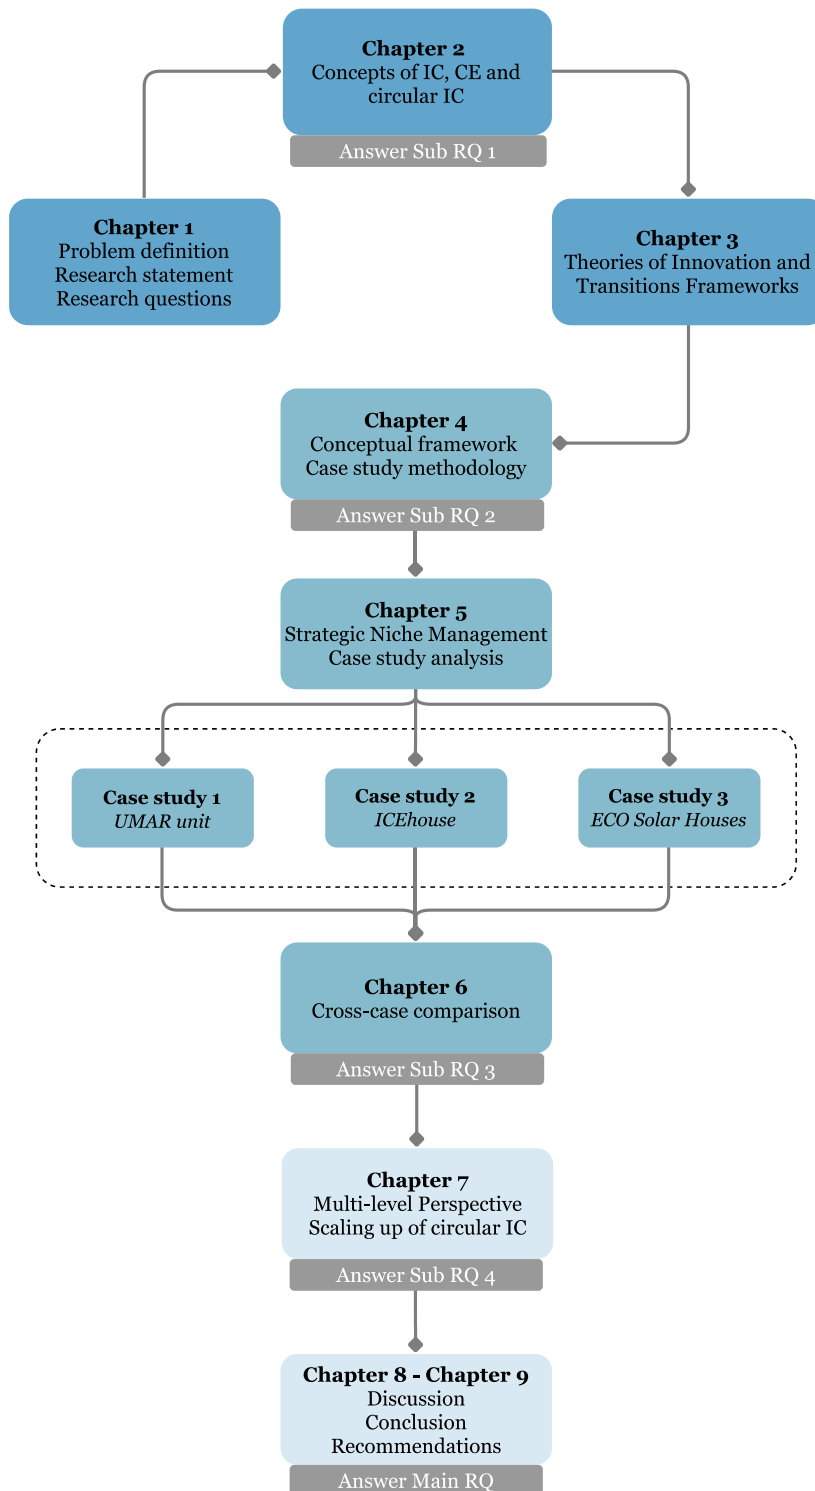 Chapter 2
Concepts of IC, CE and
circular IC
Answer Sub RQ 1
Chapter 1
Problem definition
Research statement
Research questions
Chapter 3
Theories of Innovation and
Transitions Frameworks
Chapter 4
Conceptual framework
Case study methodology
Answer Sub RQ 2
Chapter 5
Strategic Niche Management
Case study analysis
Case study 1
UMAR unit
Case study 2
ICEhouse
Case study 3
ECO Solar Houses
Chapter 6
Cross-case comparison
Answer Sub RQ 3
Chapter 7
Multi-level Perspective
Scaling up of circular IC
Answer Sub RQ 4
Chapter 8 - Chapter 9
Discussion
Conclusion
Recommendations
Answer Main RQ